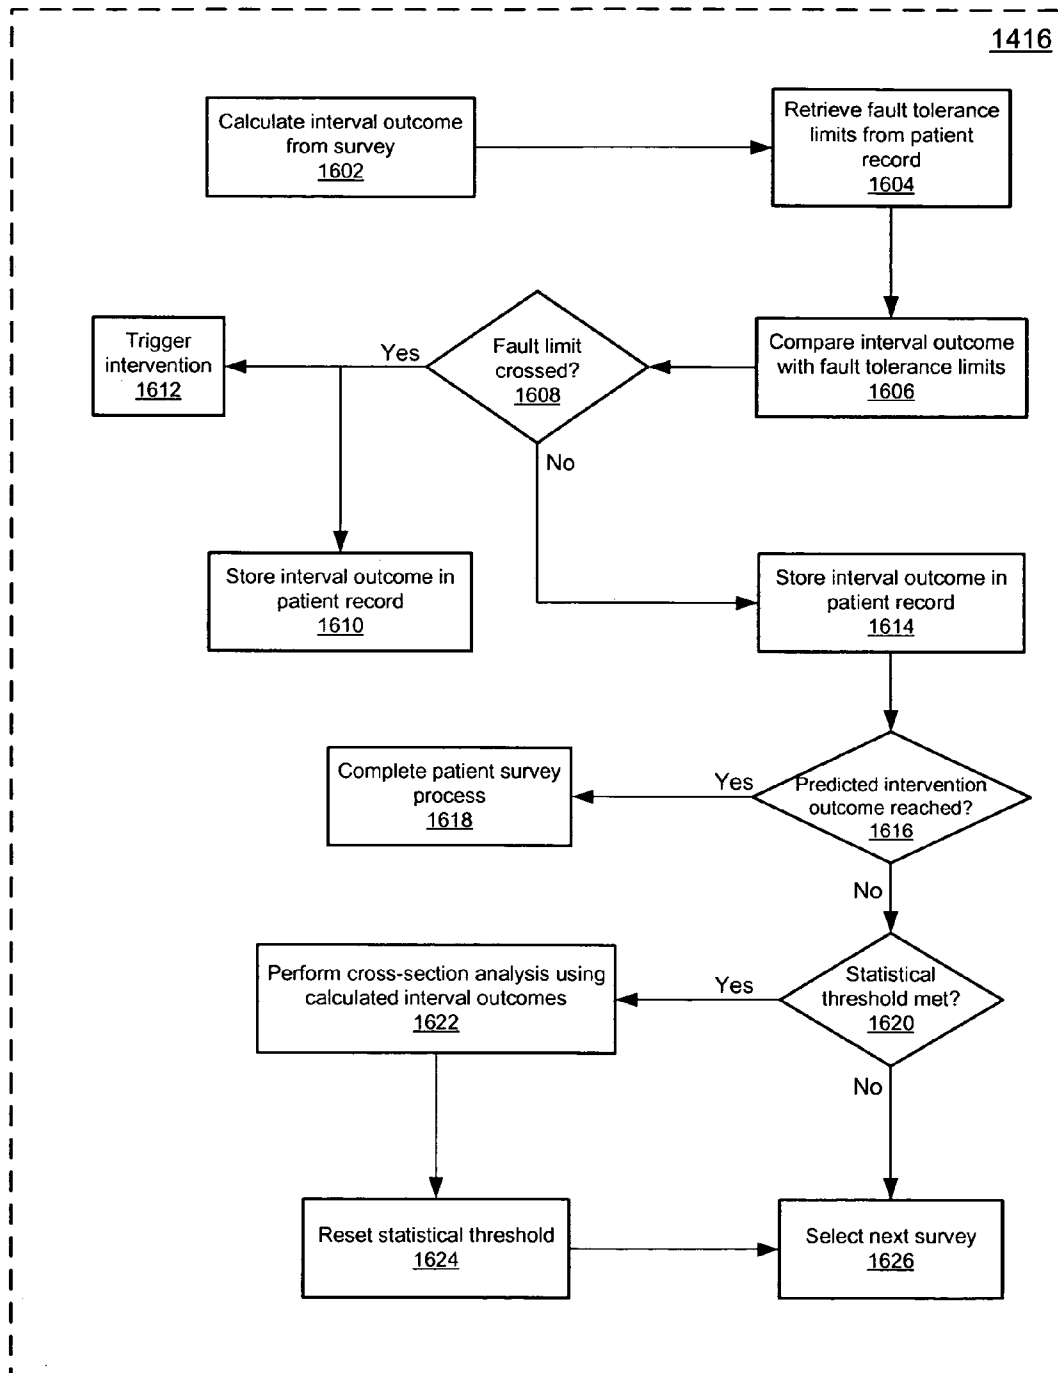 1416
Calculate interval outcome
from survey
1602
Retrieve fault tolerance
limits from patient
record
1604
Trigger
intervention
1612
Yes
Fault limit
crossed?
1608
Compare interval outcome
with fault tolerance limits
1606
No
Store interval outcome in
patient record
1610
Store interval outcome in
patient record
1614
Complete patient survey
process
1618
Yes
Predicted intervention
outcome reached?
1616
No
Perform cross-section analysis using
calculated interval outcomes
1622
Yes
Statistical
threshold met?
1620
No
Reset statistical threshold
1624
Select next survey
1626